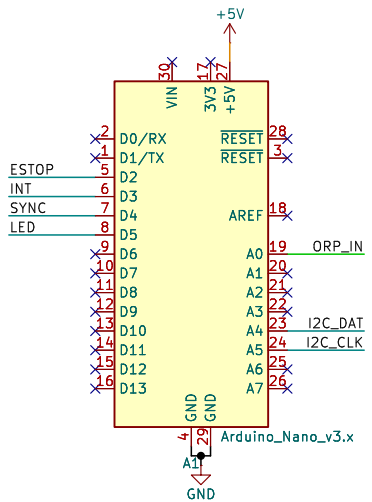 +5V
30 17 27
VIN 3V3 +5V
2 D0/RX RESET 28
1 D1/TX RESET 3
ESTOP 5 D2
INT 6 D3
SYNC 7 D4 AREF 18
LED 8 D5
9 D6 A0 19 ORP_IN
10 D7 A1 20
11 D8 A2 21
12 D9 A3 22
13 D10 A4 23 I2C_DAT
14 D11 A5 24 I2C_CLK
15 D12 A6 25
16 D13 A7 26
GND GND
4 29 Arduino_Nano_v3.x
A1
GND